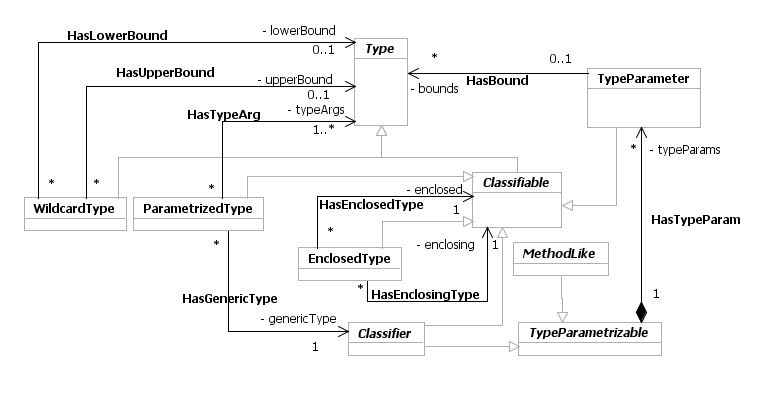 - lowerBound
HasLowerBound
0..1
Type
*
0..1
HasUpperBound
- upperBound
HasBound
TypeParameter
0..1
- bounds
HasTypeArg
- typeArgs
1..*
*
- typeParams
*
*
*
Classifiable
- enclosed
HasEnclosedType
1
WildcardType
ParametrizedType
HasTypeParam
*
*
- enclosing
1
MethodLike
EnclosedType
*
HasEnclosingType
1
HasGenericType
- genericType
1
Classifier
TypeParametrizable